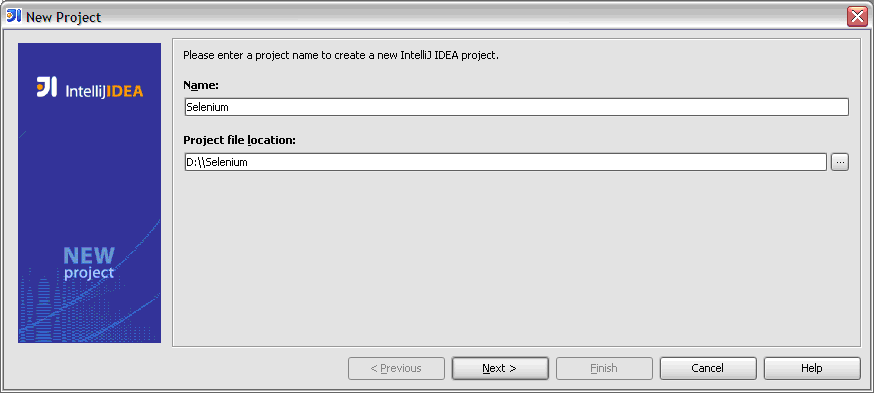 New Project
IntelliJIDEA
NEW
project
Please enter a project name to create a new IntelliJ IDEA project.
Name:
Selenium
Project file location:
D:\\Selenium
...
< Previous
Next >
Finish
Cancel
Help